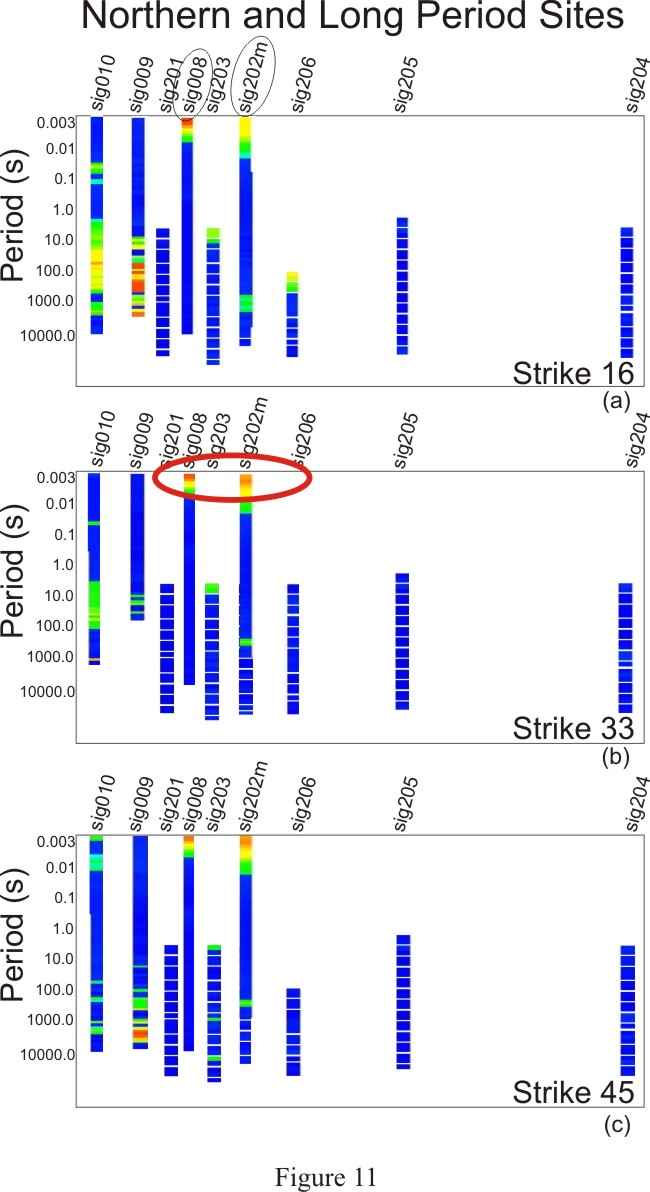 Northern and Long Period Sites
sig010 sig009 sig201 sig008 sig203 sig202m sig206 sig205 sig204
Period (s)
0.003
0.01
0.1
1.0
10.0
100.0
1000.0
10000.0
Strike 16
(a)
sig010 sig009 sig201 sig008 sig203 sig202m sig206 sig205 sig204
Period (s)
0.003
0.01
0.1
1.0
10.0
100.0
1000.0
10000.0
Strike 33
(b)
sig010 sig009 sig201 sig008 sig203 sig202m sig206 sig205 sig204
Period (s)
0.003
0.01
0.1
1.0
10.0
100.0
1000.0
10000.0
Strike 45
(c)
Figure 11